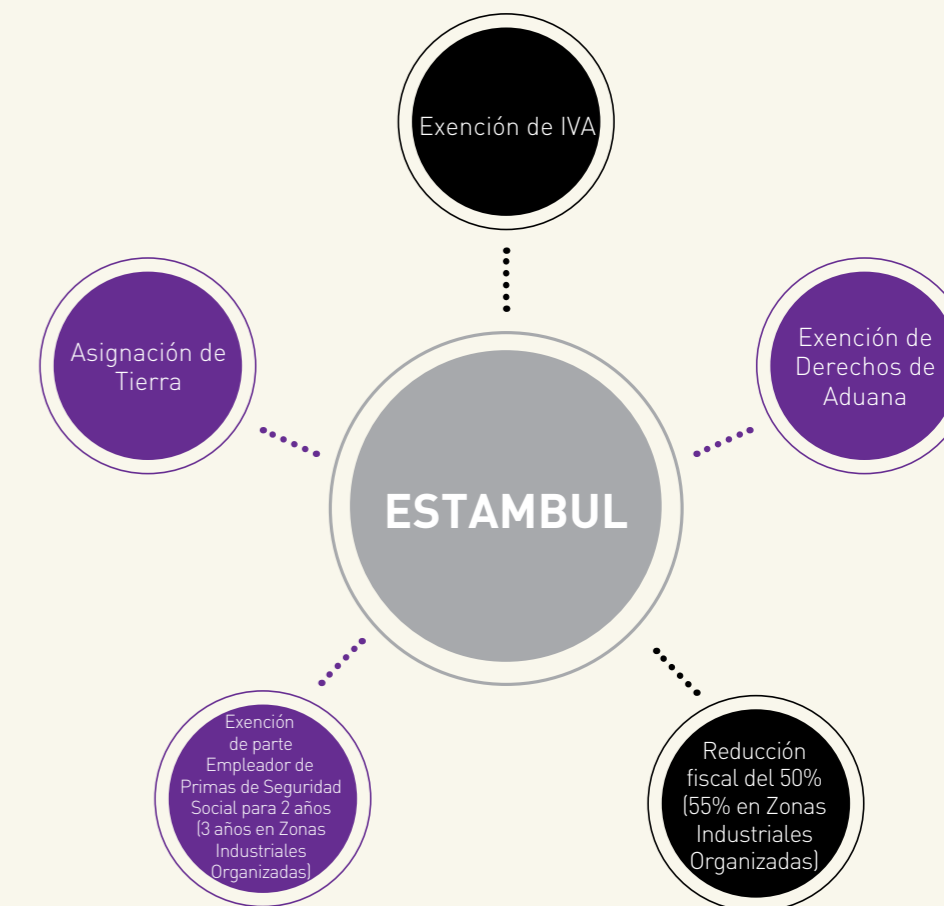 Exención de IVA
Asignación de
Tierra
Exención de
Derechos de
Aduana
ESTAMBUL
Exención
de parte
Empleador de
Primas de Seguridad
Social para 2 años
(3 años en Zonas
Industriales
Organizadas)
Reducción
fiscal del 50%
(55% en Zonas
Industriales
Organizadas)